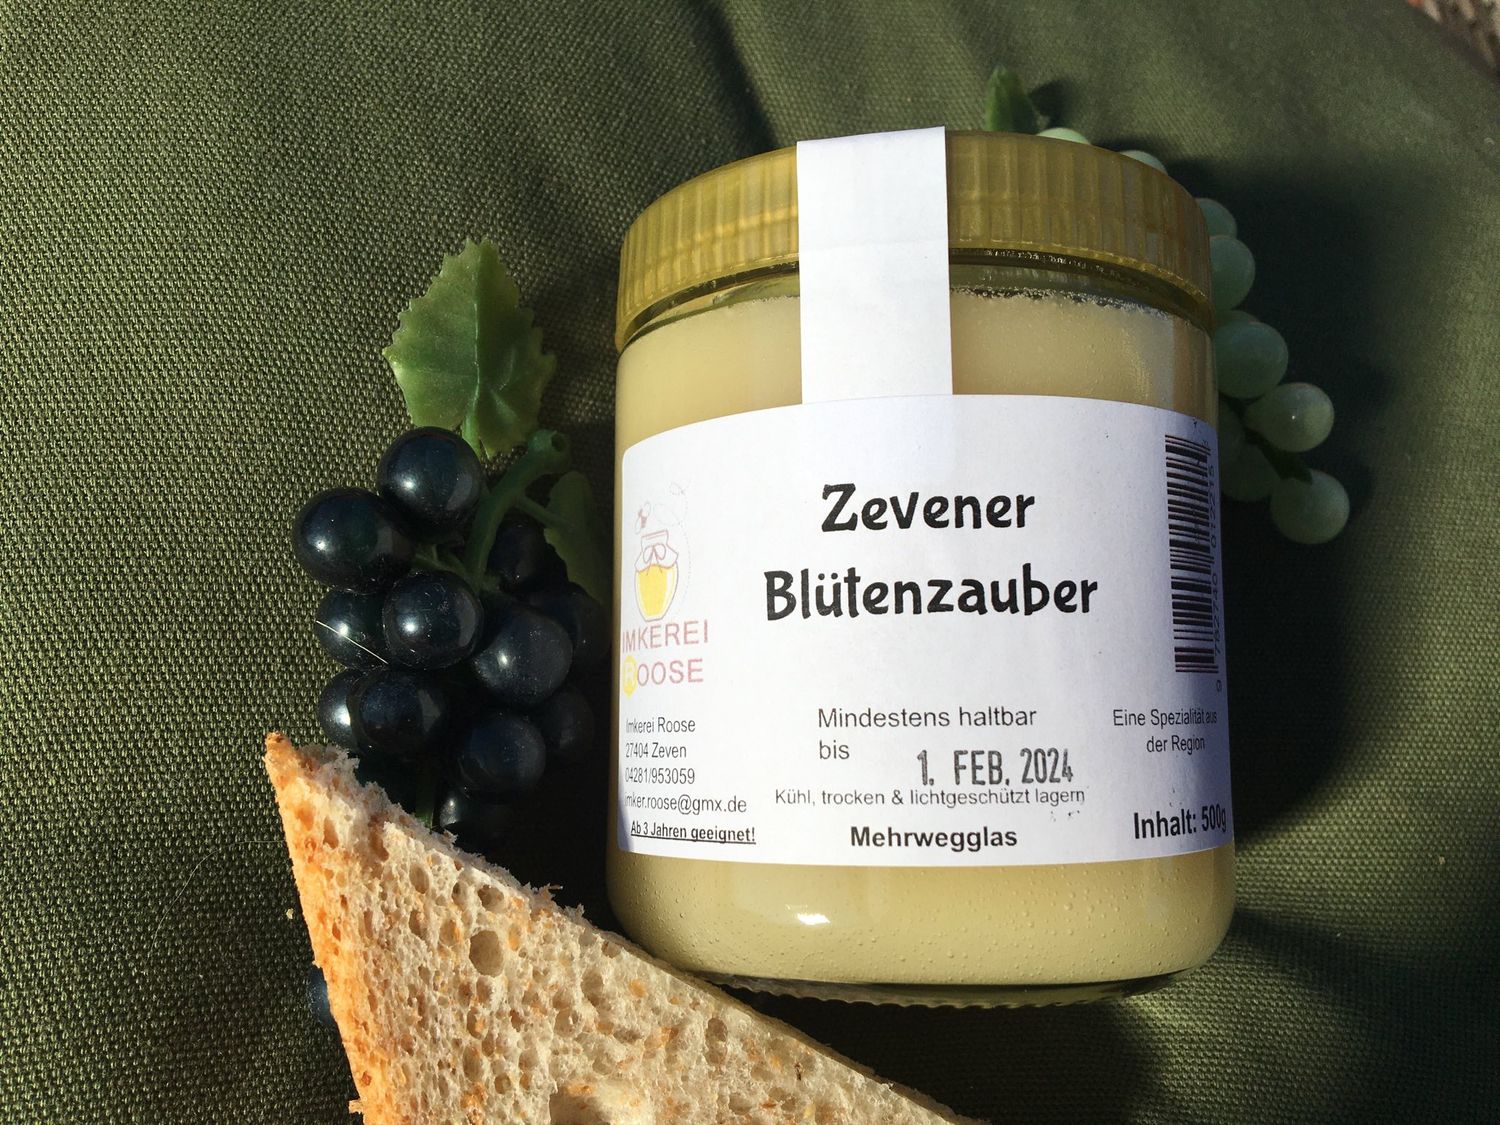 Zevener
Blütenzauber
IMKEREI
ROOSE
Imkerei Roose
27404 Zeven
04281/953059
imker.roose@gmx.de
Ab 3 Jahren geeignet!
Mindestens haltbar
bis
1. FEB. 2024
Kühl, trocken & lichtgeschützt lagern
Mehrwegglas
Eine Spezialität aus
der Region
Inhalt: 500g